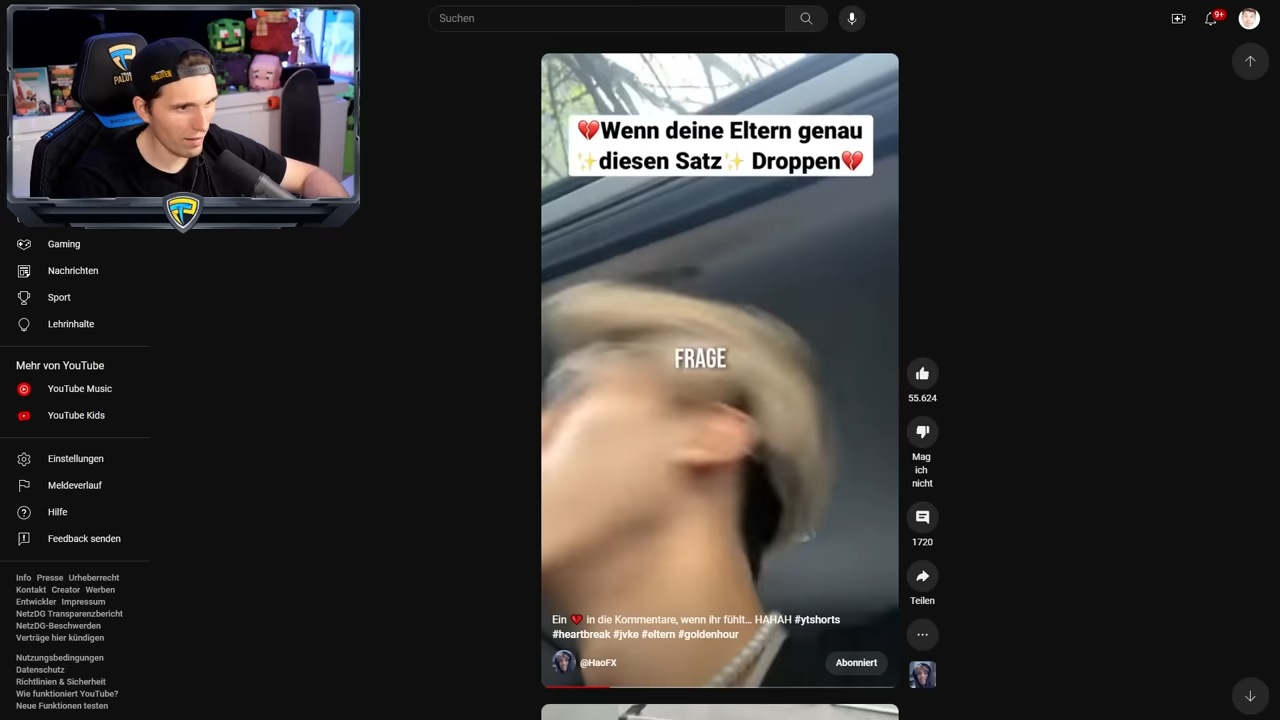 Suchen
9+
💔Wenn deine Eltern genau
✨diesen Satz✨ Droppen💔
FRAGE
Gaming
Nachrichten
Sport
Lehrinhalte
Mehr von YouTube
YouTube Music
YouTube Kids
Einstellungen
Meldeverlauf
Hilfe
Feedback senden
Info Presse Urheberrecht
Kontakt Creator Werben
Entwickler Impressum
NetzDG Transparenzbericht
NetzDG-Beschwerden
Verträge hier kündigen
Nutzungsbedingungen
Datenschutz
Richtlinien & Sicherheit
Wie funktioniert YouTube?
Neue Funktionen testen
55.624
Mag
ich
nicht
1720
Teilen
Ein 💔 in die Kommentare, wenn ihr fühlt... HAHAH #ytshorts
#heartbreak #jvke #eltern #goldenhour
@HaoFX
Abonniert